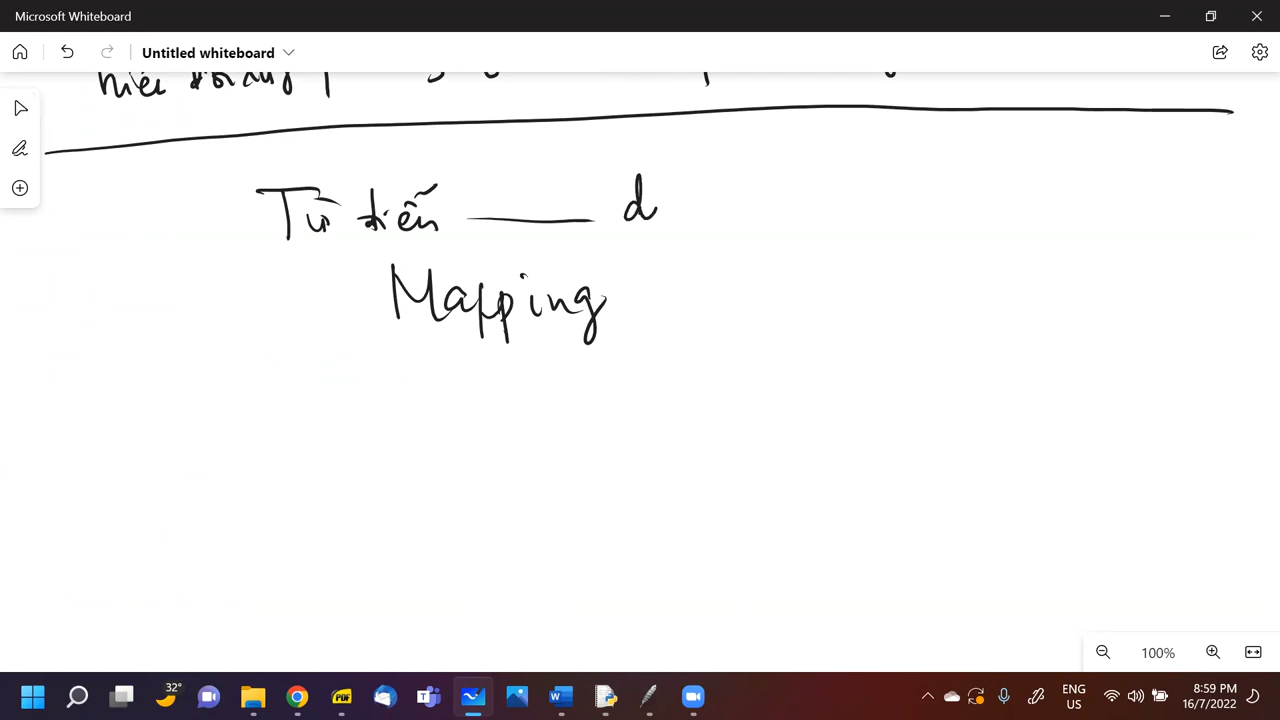 Microsoft Whiteboard
Untitled whiteboard
Từ điển d
Mapping
100%
32°
ENG
US
8:59 PM
16/7/2022